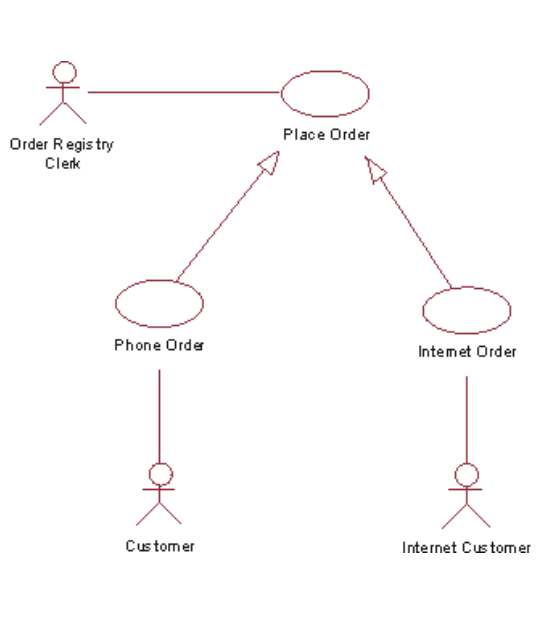 Place Order
Order Registry
Clerk
Phone Order
Internet Order
Customer
Internet Customer